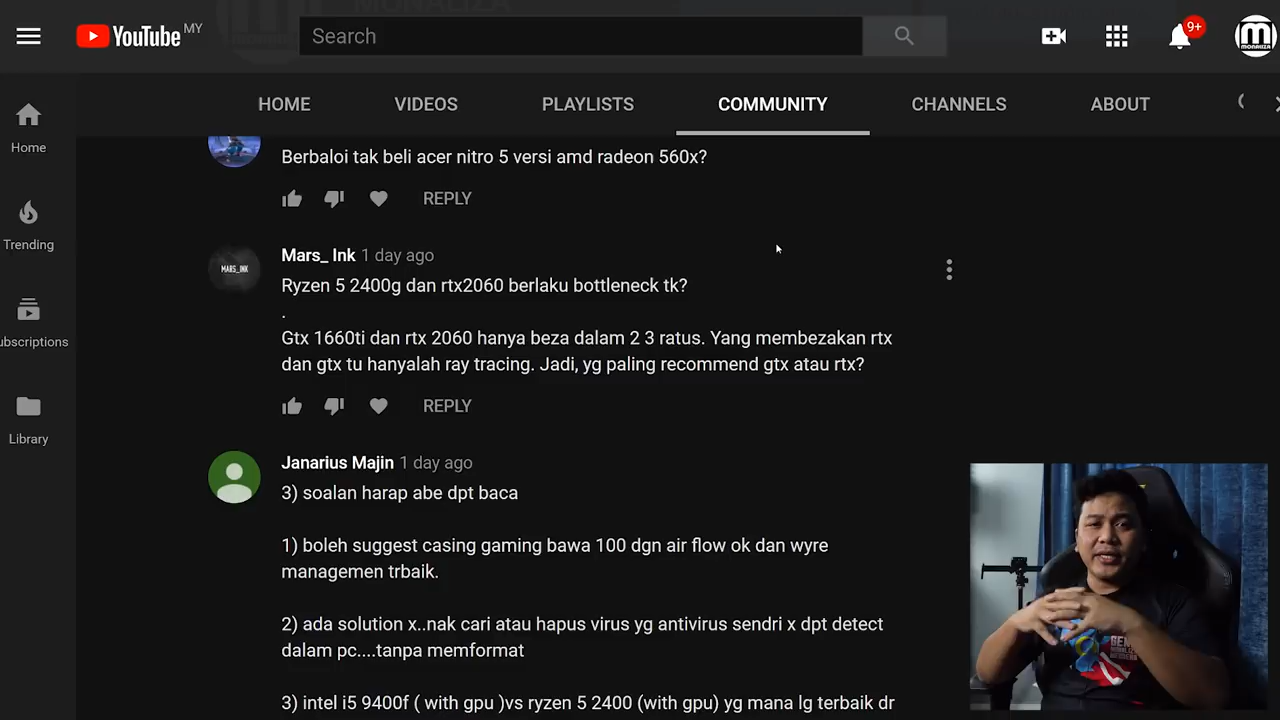 MONALIZA
YouTube MY
Search
9+
HOME
VIDEOS
PLAYLISTS
COMMUNITY
CHANNELS
ABOUT
Home
Trending
ubscriptions
Library
Berbaloi tak beli acer nitro 5 versi amd radeon 560x?
REPLY
MARS_INK
Mars_ Ink 1 day ago
Ryzen 5 2400g dan rtx2060 berlaku bottleneck tk?
.
Gtx 1660ti dan rtx 2060 hanya beza dalam 2 3 ratus. Yang membezakan rtx
dan gtx tu hanyalah ray tracing. Jadi, yg paling recommend gtx atau rtx?
REPLY
Janarius Majin 1 day ago
3) soalan harap abe dpt baca
1) boleh suggest casing gaming bawa 100 dgn air flow ok dan wyre
managemen trbaik.
2) ada solution x..nak cari atau hapus virus yg antivirus sendri x dpt detect
dalam pc....tanpa memformat
3) intel i5 9400f ( with gpu )vs ryzen 5 2400 (with gpu) yg mana lg terbaik dr